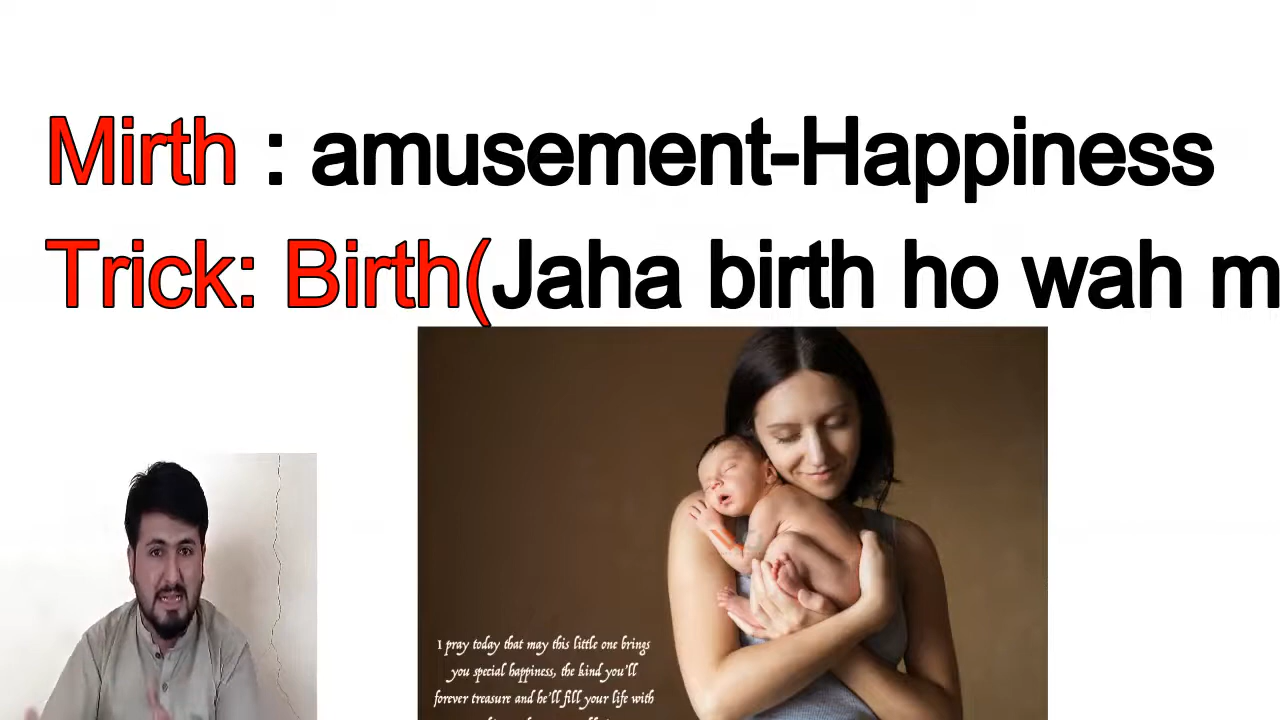 Mirth : amusement-Happiness
Trick: Birth(Jaha birth ho wah
I pray today that may this little one brings
you special happiness, the kind you'll
forever treasure and he'll fill your life with